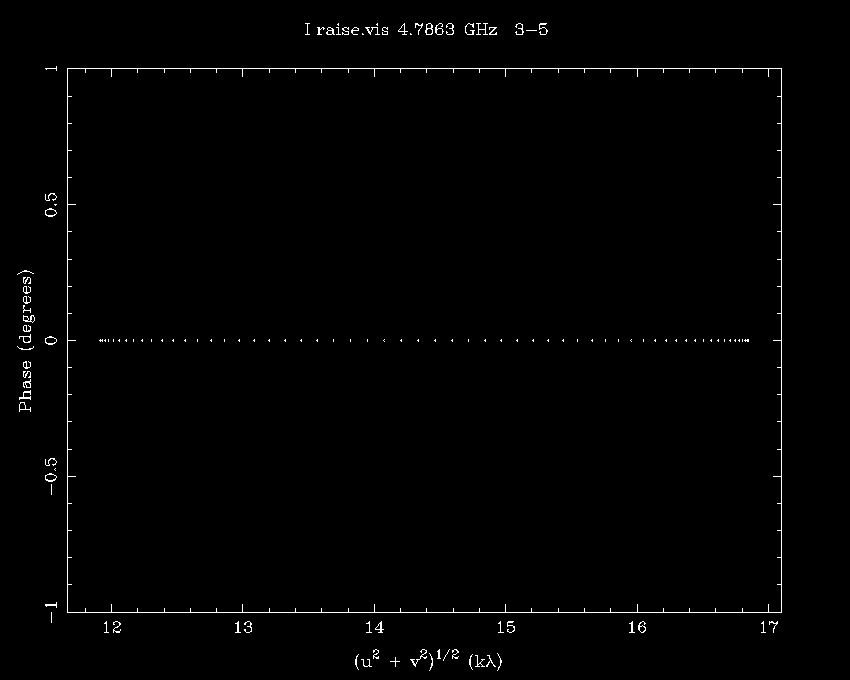 I raise.vis 4.7863 GHz 3−5
1
0.5
0
−0.5
−1
Phase (degrees)
12 13 14 15 16 17
(u² + v²)^1/2 (kλ)